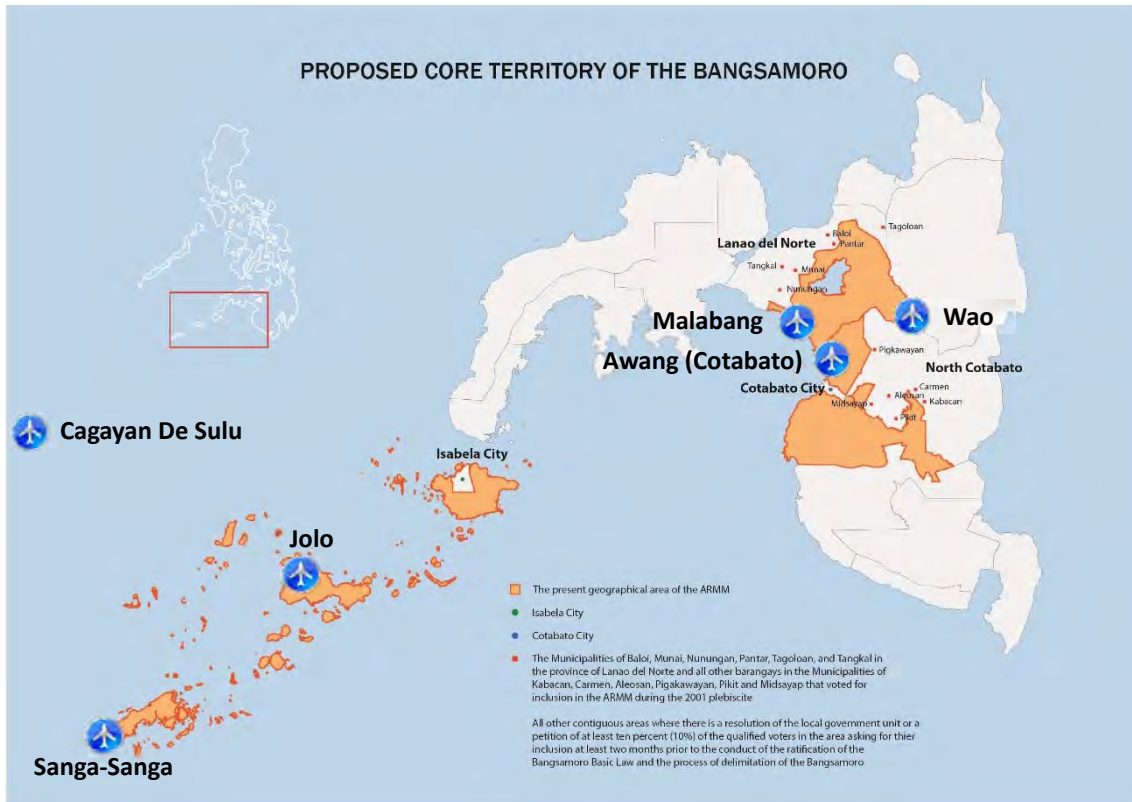 PROPOSED CORE TERRITORY OF THE BANGSAMORO
Tagoloan
Baloi
Lanao del Norte
Pantar
Tangkal
Munai
Nunungan
Malabang
Wao
Awang (Cotabato)
Pigkawayan
North Cotabato
Cotabato City
Carmen
Aleosan
Midsayap
Kabacan
Pikit
Cagayan De Sulu
Isabela City
Jolo
Sanga-Sanga
The present geographical area of the ARMM
Isabela City
Cotabato City
The Municipalities of Baloi, Munai, Nunungan, Pantar, Tagoloan, and Tangkal in
the province of Lanao del Norte and all other barangays in the Municipalities of
Kabacan, Carmen, Aleosan, Pigakawayan, Pikit and Midsayap that voted for
inclusion in the ARMM during the 2001 plebiscite
All other contiguous areas where there is a resolution of the local government unit or a
petition of at least ten percent (10%) of the qualified voters in the area asking for thier
inclusion at least two months prior to the conduct of the ratification of the
Bangsamoro Basic Law and the process of delimitation of the Bangsamoro